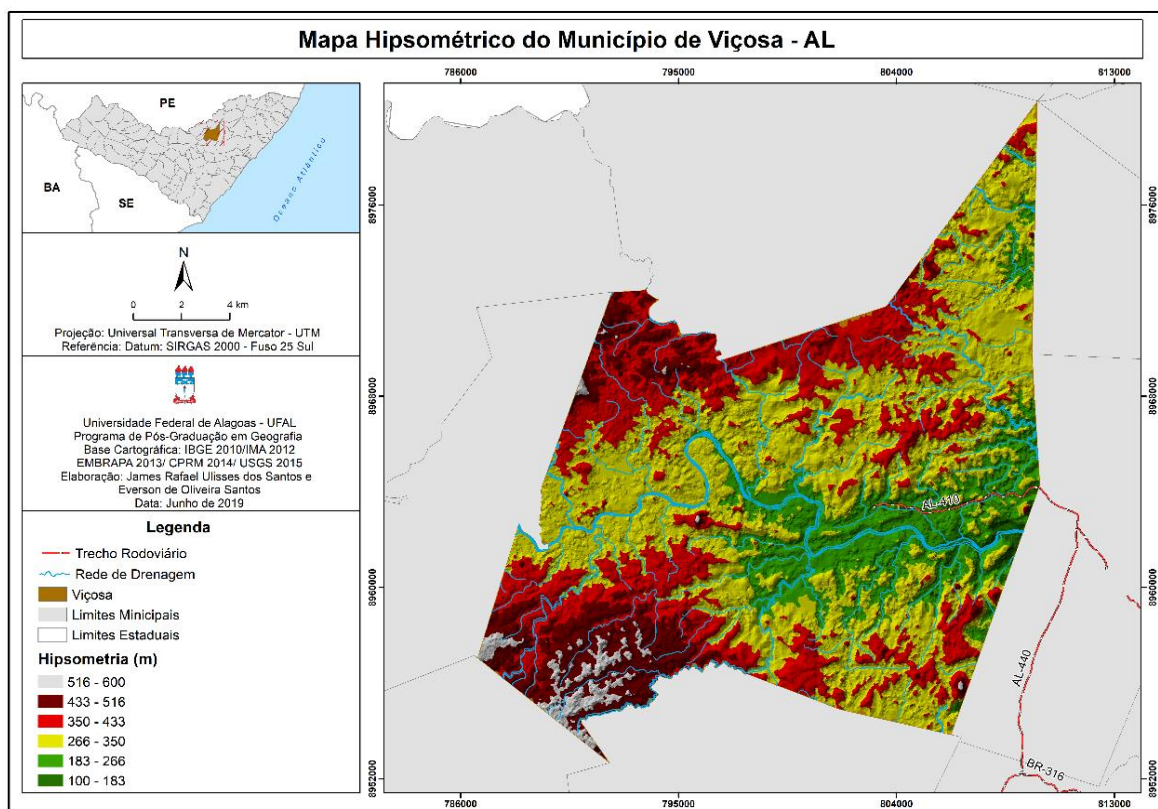 Mapa Hipsométrico do Município de Viçosa - AL
PE
BA
SE
Oceano Atlântico
N
0 2 4 km
Projeção: Universal Transversa de Mercator - UTM
Referência: Datum: SIRGAS 2000 - Fuso 25 Sul
Universidade Federal de Alagoas - UFAL
Programa de Pós-Graduação em Geografia
Base Cartográfica: IBGE 2010/IMA 2012
EMBRAPA 2013/ CPRM 2014/ USGS 2015
Elaboração: James Rafael Ulisses dos Santos e
Everson de Oliveira Santos
Data: Junho de 2019
Legenda
Trecho Rodoviário
Rede de Drenagem
Viçosa
Limites Minicipais
Limites Estaduais
Hipsometria (m)
516 - 600
433 - 516
350 - 433
266 - 350
183 - 266
100 - 183
786000 795000 804000 813000
8976000 8976000
8968000 8968000
AL-410
8960000 8960000
AL-440
BR-316
8952000 8952000
786000 795000 804000 813000